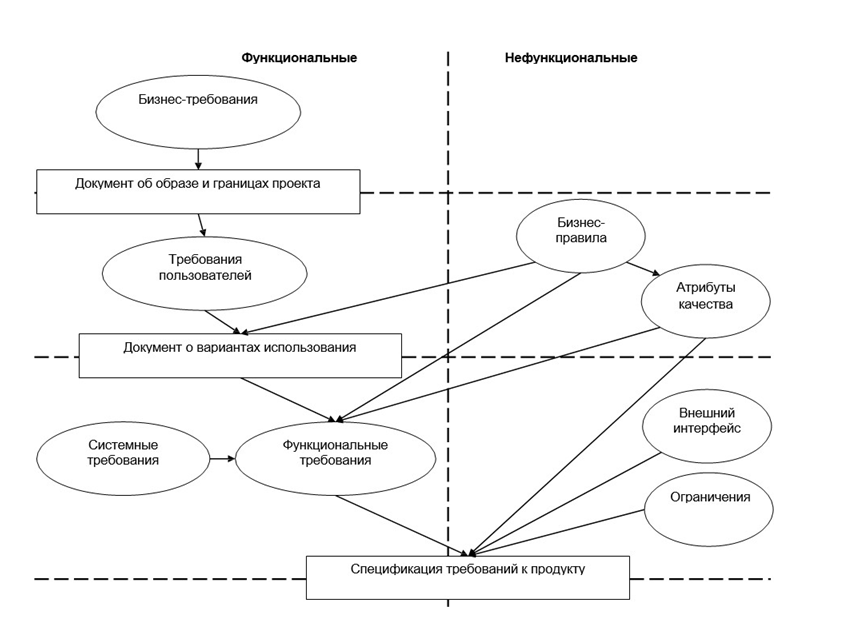 Функциональные
Нефункциональные
Бизнес-требования
Документ об образе и границах проекта
Бизнес-
правила
Требования
пользователей
Атрибуты
качества
Документ о вариантах использования
Внешний
интерфейс
Системные
требования
Функциональные
требования
Ограничения
Спецификация требований к продукту